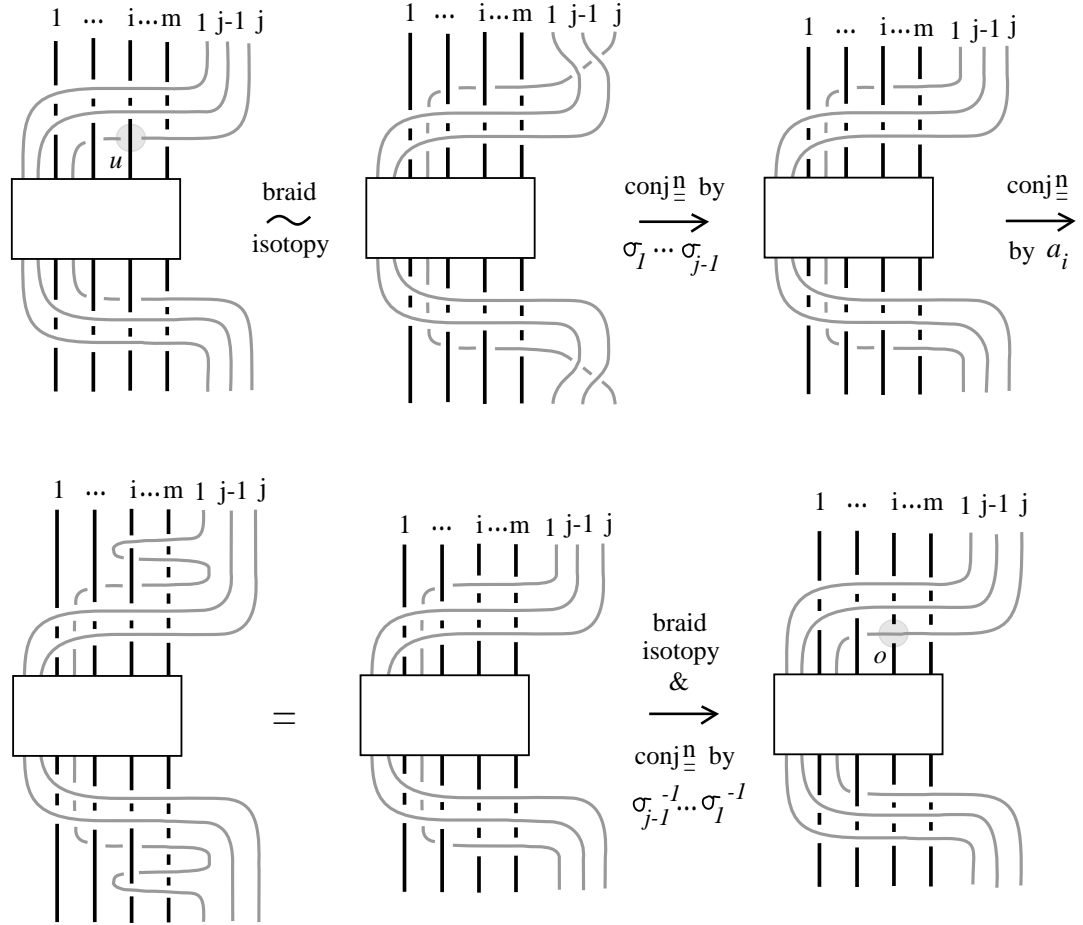 1 ... i...m 1 j-1 j
u
braid
~
isotopy
1 ... i...m 1 j-1 j
conj n by
σ1 ... σj-1
1 ... i...m 1 j-1 j
conj n
by ai
1 ... i...m 1 j-1 j
=
1 ... i...m 1 j-1 j
braid
isotopy
&
conj n by
σj-1^-1 ... σ1^-1
1 ... i...m 1 j-1 j
o